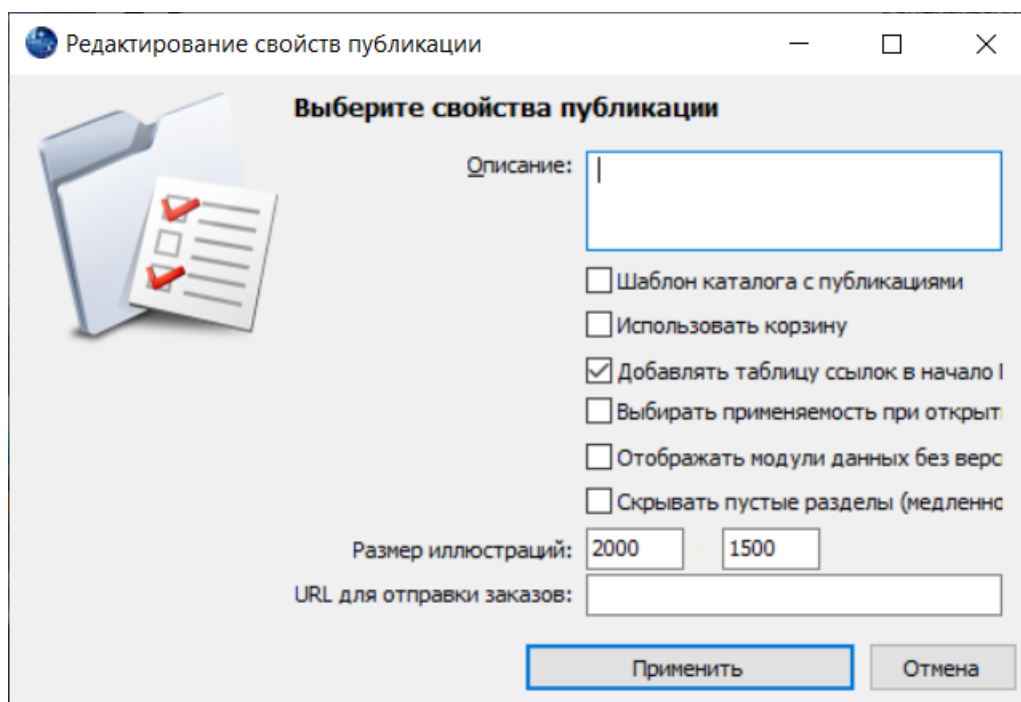 Редактирование свойств публикации
Выберите свойства публикации
Описание:
Шаблон каталога с публикациями
Использовать корзину
Добавлять таблицу ссылок в начало
Выбирать применяемость при открыт
Отображать модули данных без верс
Скрывать пустые разделы (медленно
Размер иллюстраций: 2000 1500
URL для отправки заказов:
Применить Отмена